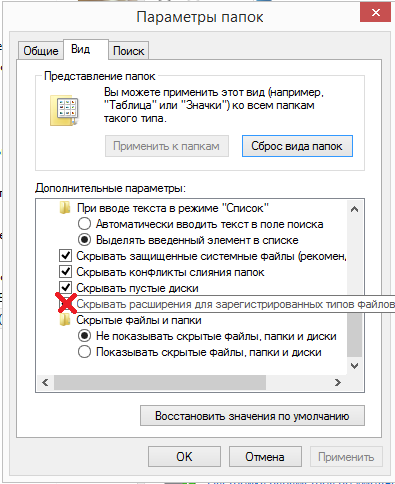 Параметры папок
Общие Вид Поиск
Представление папок
Вы можете применить этот вид (например,
"Таблица" или "Значки") ко всем папкам
такого типа.
Применить к папкам Сброс вида папок
Дополнительные параметры:
При вводе текста в режиме "Список"
Автоматически вводить текст в поле поиска
Выделять введенный элемент в списке
Скрывать защищенные системные файлы (рекомен,
Скрывать конфликты слияния папок
Скрывать пустые диски
Скрывать расширения для зарегистрированных типов файлов
Скрытые файлы и папки
Не показывать скрытые файлы, папки и диски
Показывать скрытые файлы, папки и диски
Восстановить значения по умолчанию
OK Отмена Применить